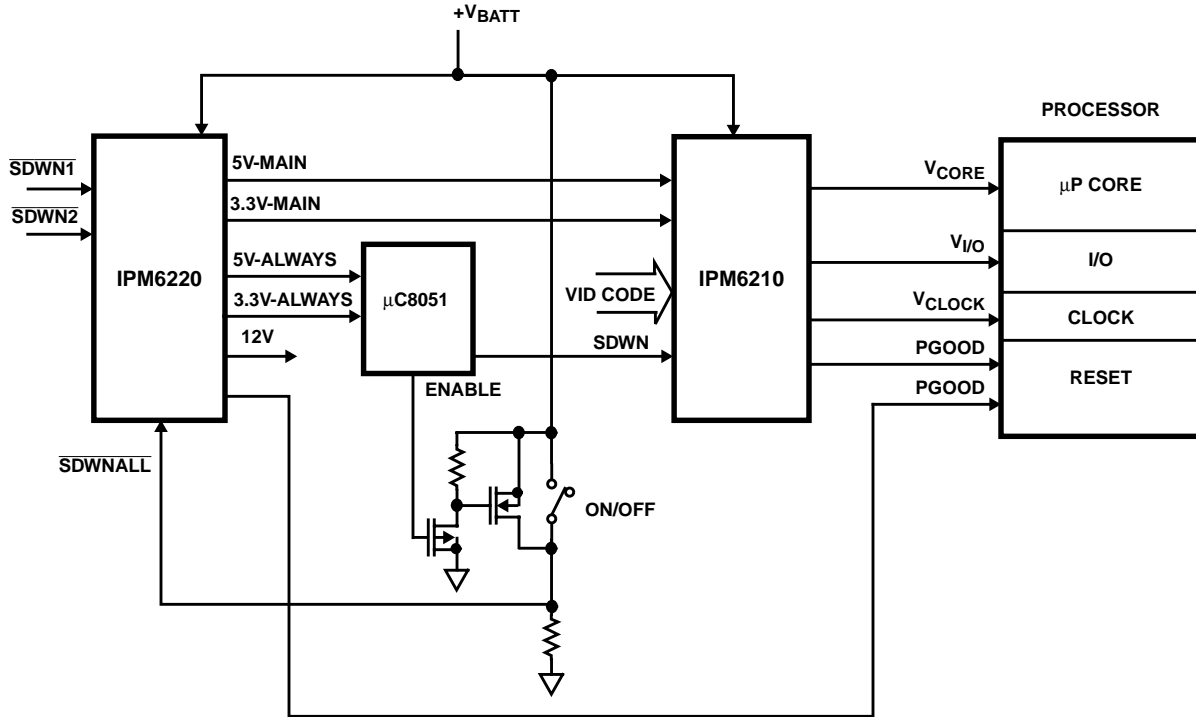 +VBATT
PROCESSOR
SDWN1
SDWN2
IPM6220
5V-MAIN
3.3V-MAIN
5V-ALWAYS
3.3V-ALWAYS
12V
μC8051
VID CODE
SDWN
ENABLE
IPM6210
VCORE
μP CORE
VI/O
I/O
VCLOCK
CLOCK
PGOOD
RESET
PGOOD
SDWNALL
ON/OFF